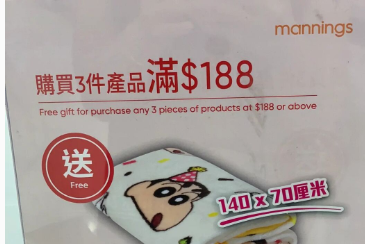 mannings
購買3件產品滿$188
Free gift for purchase any 3 pieces of products at $188 or above
送
Free
140 x 70厘米